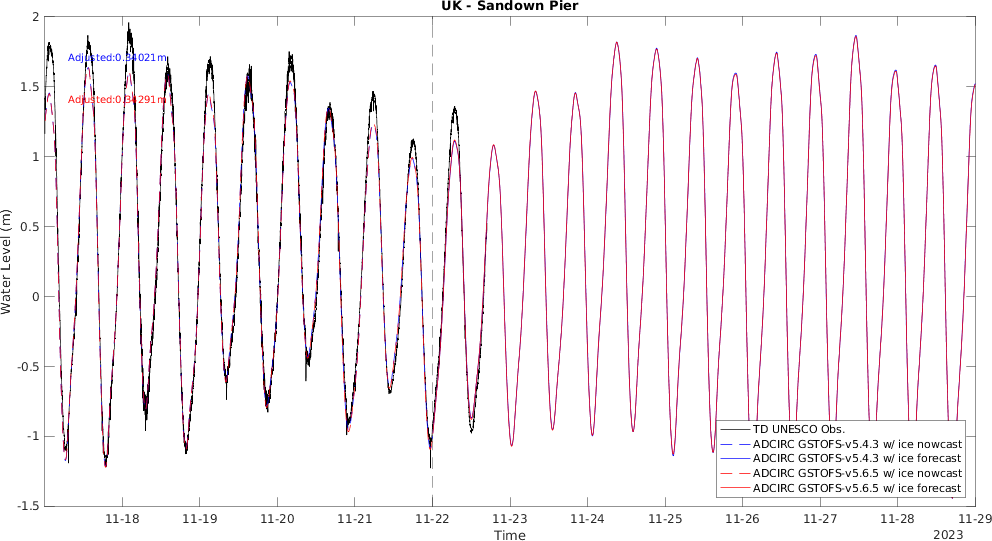 UK - Sandown Pier
2
1.5
1
0.5
0
-0.5
-1
-1.5
Water Level (m)
Adjusted:0.34021m
Adjusted:0.36291m
TD UNESCO Obs.
ADCIRC GSTOFS-v5.4.3 w/ ice nowcast
ADCIRC GSTOFS-v5.4.3 w/ ice forecast
ADCIRC GSTOFS-v5.6.5 w/ ice nowcast
ADCIRC GSTOFS-v5.6.5 w/ ice forecast
11-18 11-19 11-20 11-21 11-22 11-23 11-24 11-25 11-26 11-27 11-28 11-29
Time
2023